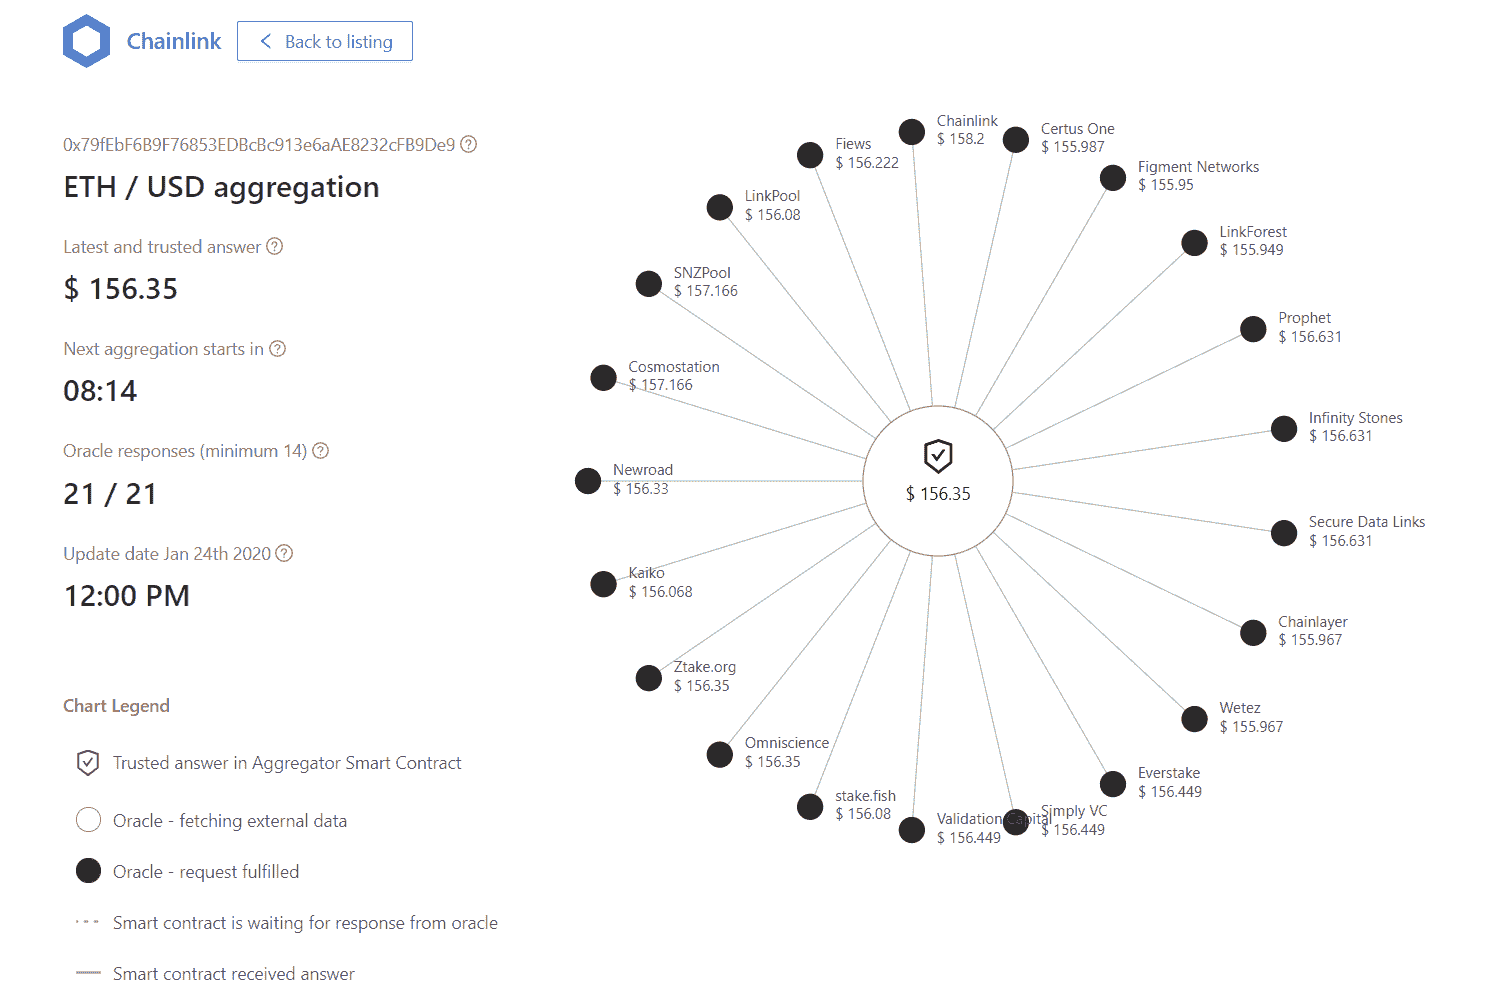 Chainlink
Back to listing
0x79fEbF6B9F76853EDBcBc913e6aAE8232cFB9De9
ETH / USD aggregation
Latest and trusted answer
$ 156.35
Next aggregation starts in
08:14
Oracle responses (minimum 14)
21 / 21
Update date Jan 24th 2020
12:00 PM
Chart Legend
Trusted answer in Aggregator Smart Contract
Oracle - fetching external data
Oracle - request fulfilled
Smart contract is waiting for response from oracle
Smart contract received answer
Chainlink
$ 158.2
Certus One
$ 155.987
Figment Networks
$ 155.95
LinkForest
$ 155.949
Prophet
$ 156.631
Infinity Stones
$ 156.631
Secure Data Links
$ 156.631
Chainlayer
$ 155.967
Wetez
$ 155.967
Everstake
$ 156.449
Simply VC
$ 156.449
Validation Capital
$ 156.449
stake.fish
$ 156.08
Omniscience
$ 156.35
Ztake.org
$ 156.35
Kaiko
$ 156.068
Newroad
$ 156.33
Cosmostation
$ 157.166
SNZPool
$ 157.166
LinkPool
$ 156.08
Fiews
$ 156.222
$ 156.35